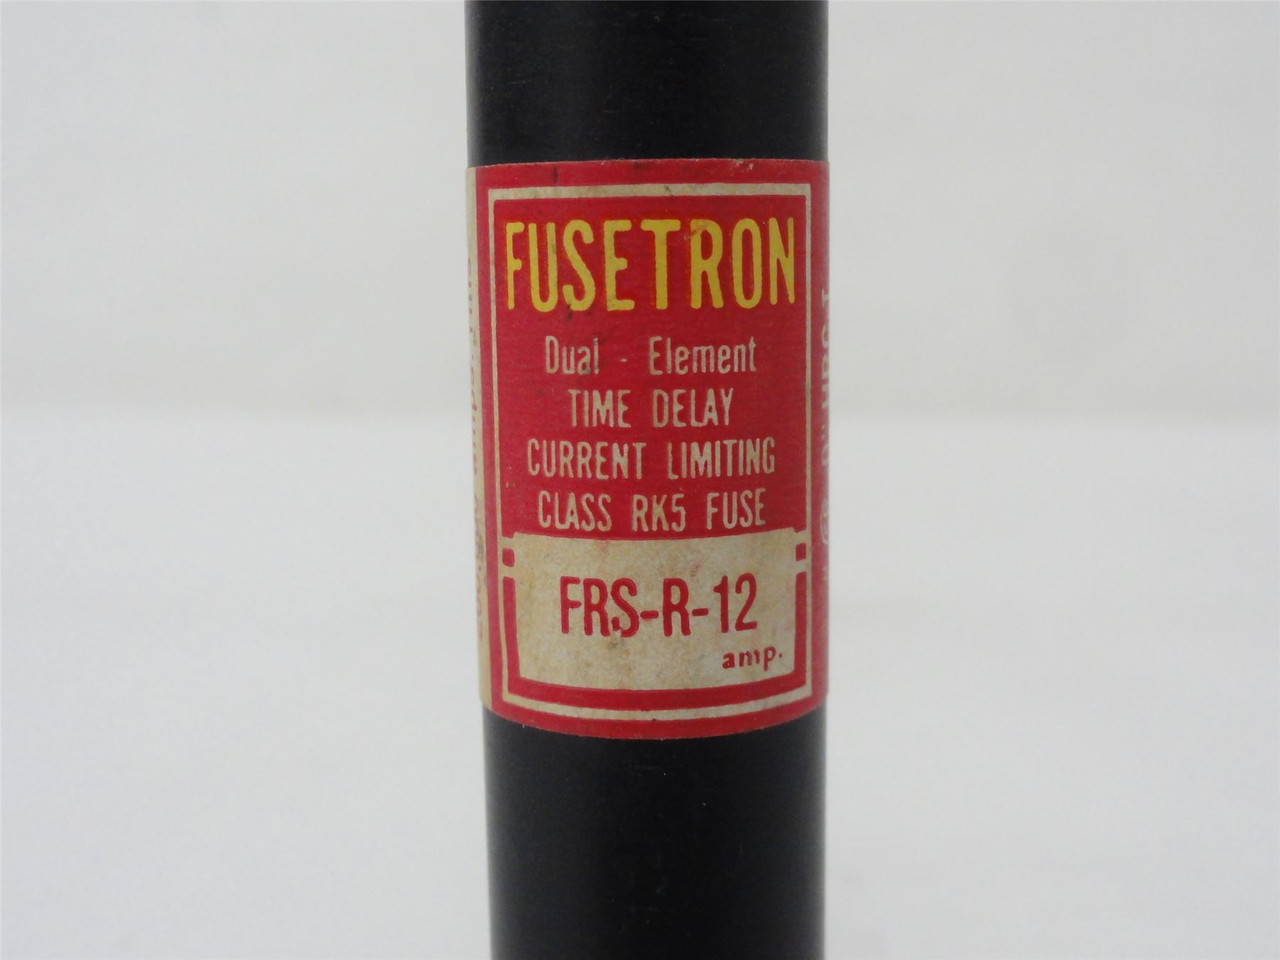 FUSETRON
Dual - Element
TIME DELAY
CURRENT LIMITING
CLASS RK5 FUSE
FRS-R-12
amp.